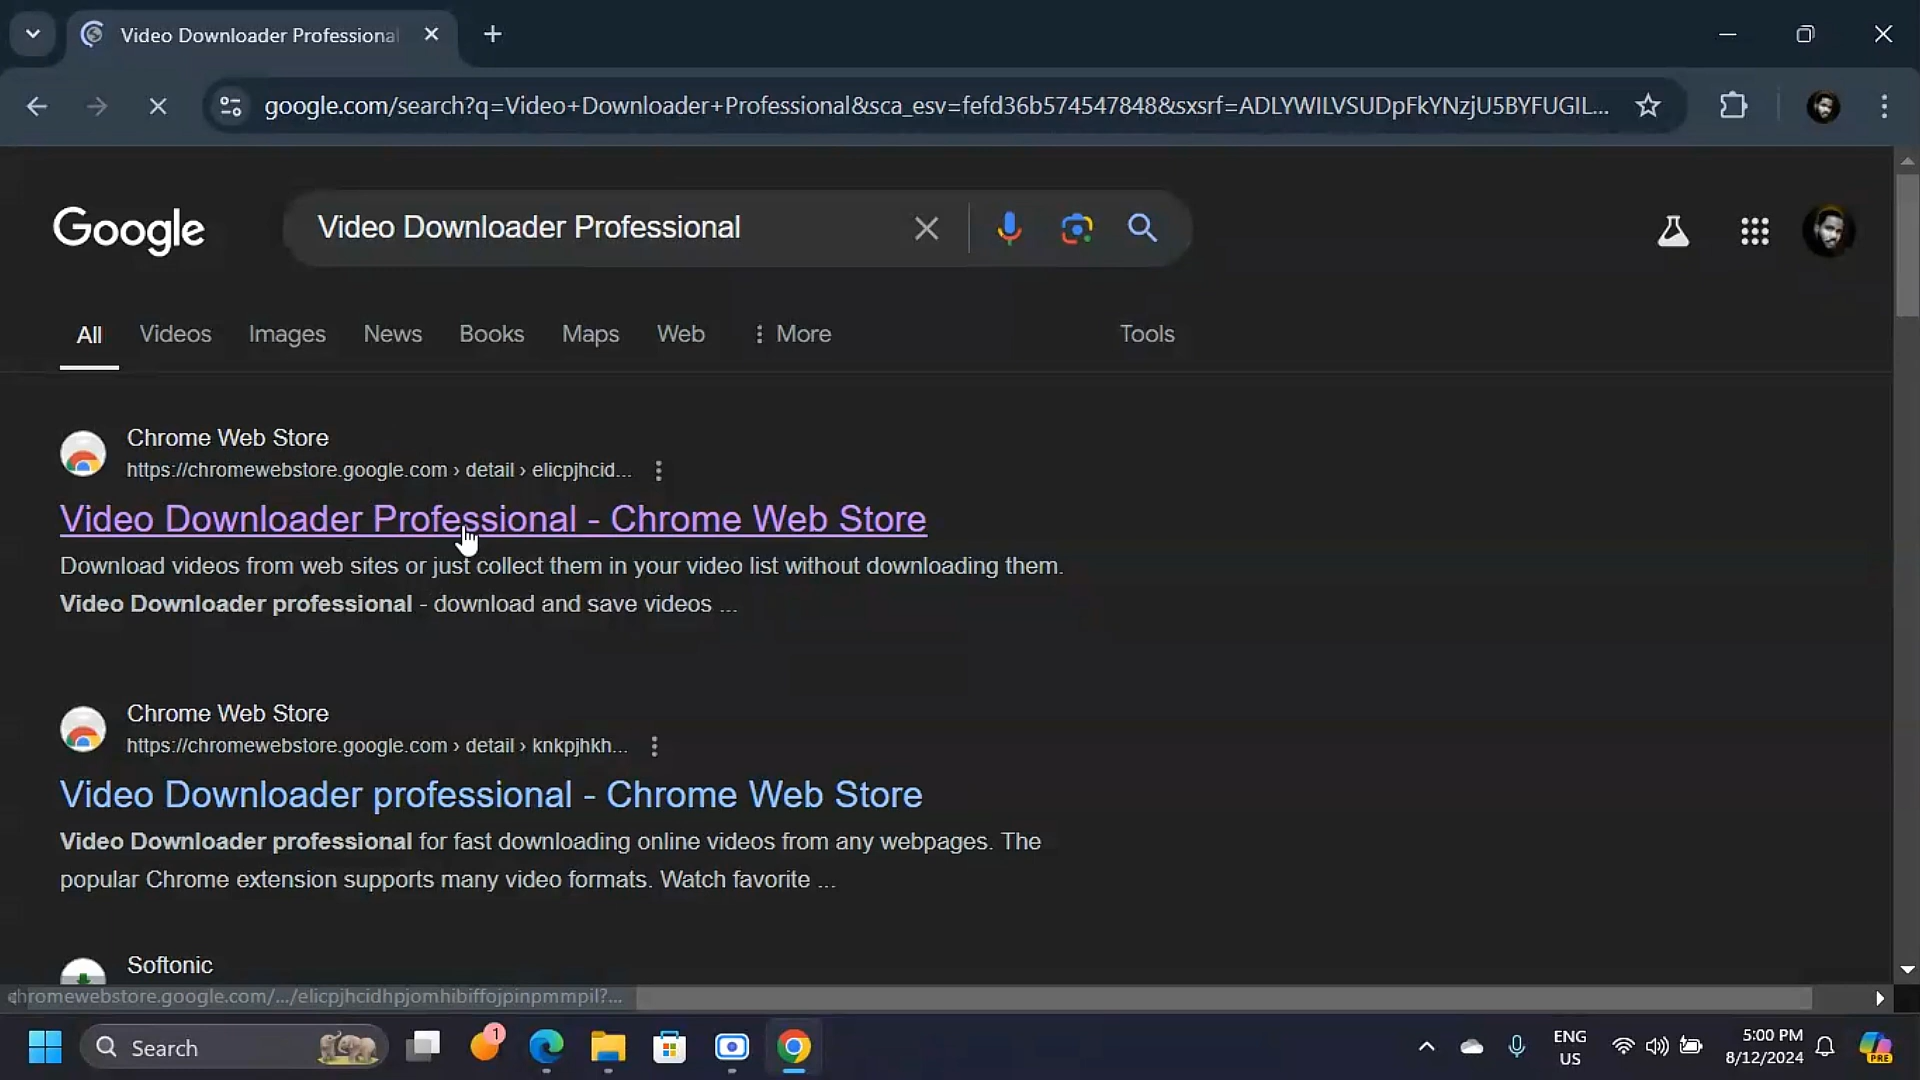 Video Downloader Professional
google.com/search?q=Video+Downloader+Professional&sca_esv=fefd36b574547848&sxsrf=ADLYWILVSUDpFkYNzjU5BYFUGIL...
Google
Video Downloader Professional
All
Videos
Images
News
Books
Maps
Web
More
Tools
Chrome Web Store
https://chromewebstore.google.com › detail › elicpjhcid...
Video Downloader Professional - Chrome Web Store
Download videos from web sites or just collect them in your video list without downloading them.
Video Downloader professional - download and save videos ...
Chrome Web Store
https://chromewebstore.google.com › detail › knkpjhkh...
Video Downloader professional - Chrome Web Store
Video Downloader professional for fast downloading online videos from any webpages. The
popular Chrome extension supports many video formats. Watch favorite ...
Softonic
chromewebstore.google.com/.../elicpjhcidhpjomhibiffojpinpmmpil?...
Search
1
ENG
US
5:00 PM
8/12/2024
PRE